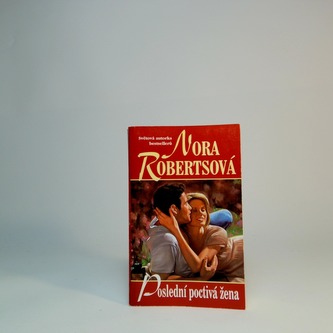 světová autorka
bestsellerů
NORA
ROBERTSOVÁ
Poslední poctivá žena